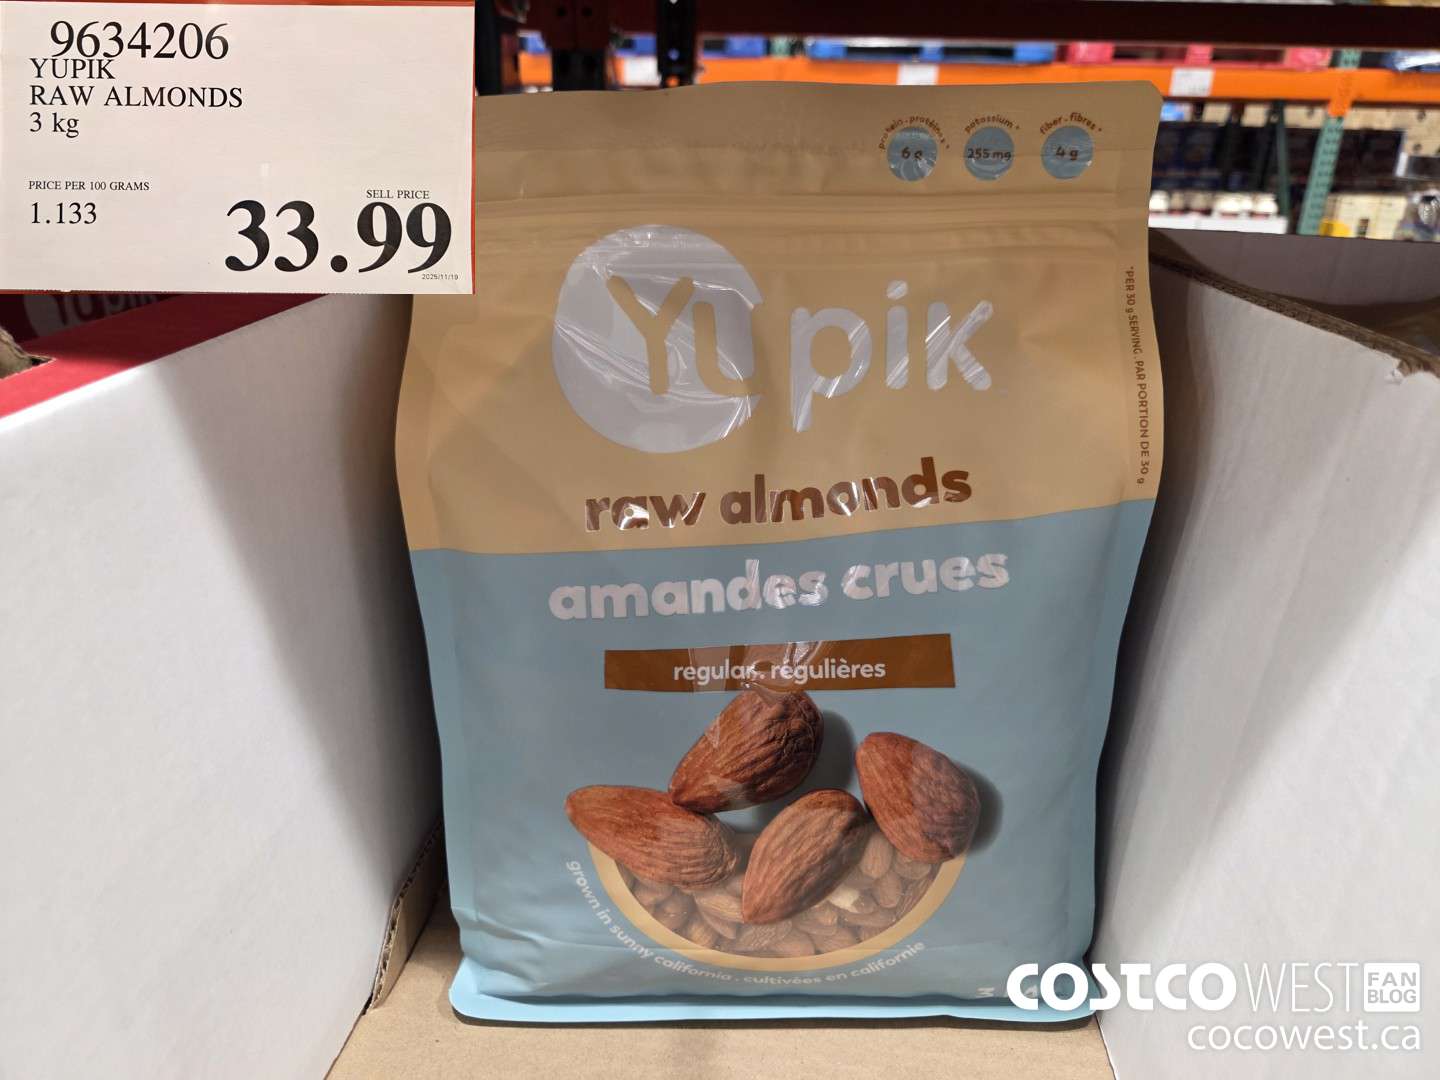 9634206
YUPIK
RAW ALMONDS
3 kg
PRICE PER 100 GRAMS
1.133
SELL PRICE
33.99
2025/11/19
protein - protéines *
6 g
potassium *
255 mg
fiber - fibres *
4 g
*PER 30 g SERVING. PAR PORTION DE 30 g
Yupik
raw almonds
amandes crues
regular. régulières
grown in sunny california . cultivées en californie
COSTCO WEST FAN BLOG
cocowest.ca